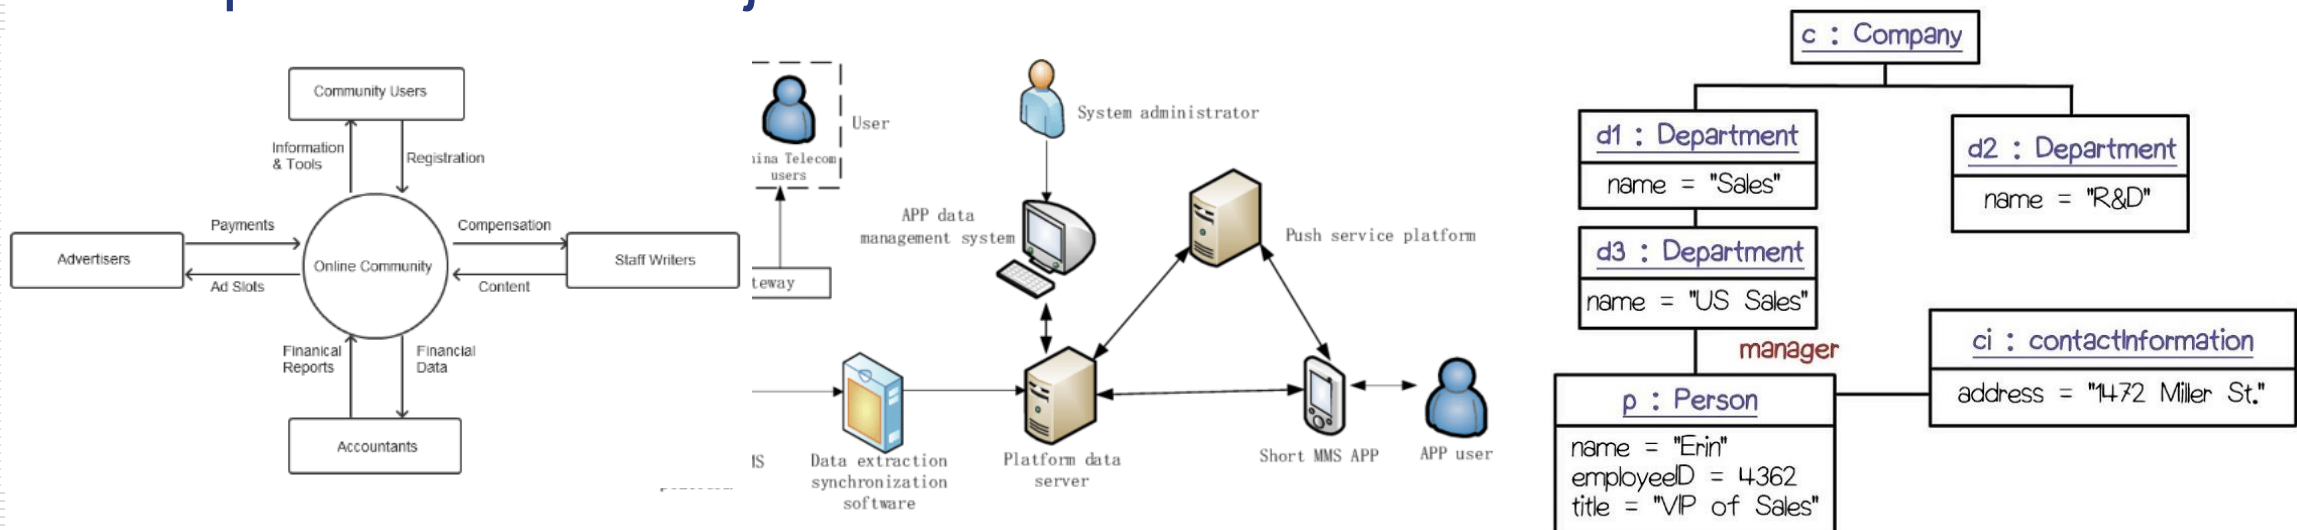 Community Users
Information
& Tools
Registration
Payments
Compensation
Advertisers
Online Community
Staff Writers
Ad Slots
Content
Finanical
Reports
Financial
Data
Accountants
User
Telecom
users
System administrator
APP data
management system
Push service platform
Data extraction
synchronization
software
Platform data
server
Short MMS APP
APP user
c : Company
d1 : Department
name = "Sales"
d2 : Department
name = "R&D"
d3 : Department
name = "US Sales"
manager
ci : contactInformation
address = "1472 Miller St."
p : Person
name = "Erin"
employeeID = 4362
title = "VIP of Sales"